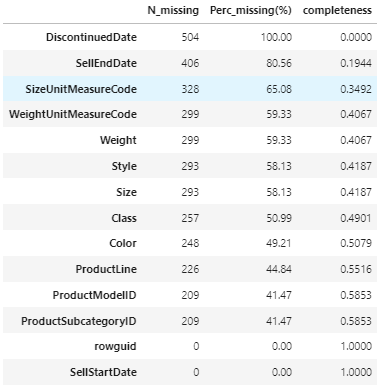 N_missing Perc_missing(%) completeness
DiscontinuedDate 504 100.00 0.0000
SellEndDate 406 80.56 0.1944
SizeUnitMeasureCode 328 65.08 0.3492
WeightUnitMeasureCode 299 59.33 0.4067
Weight 299 59.33 0.4067
Style 293 58.13 0.4187
Size 293 58.13 0.4187
Class 257 50.99 0.4901
Color 248 49.21 0.5079
ProductLine 226 44.84 0.5516
ProductModelID 209 41.47 0.5853
ProductSubcategoryID 209 41.47 0.5853
rowguid 0 0.00 1.0000
SellStartDate 0 0.00 1.0000